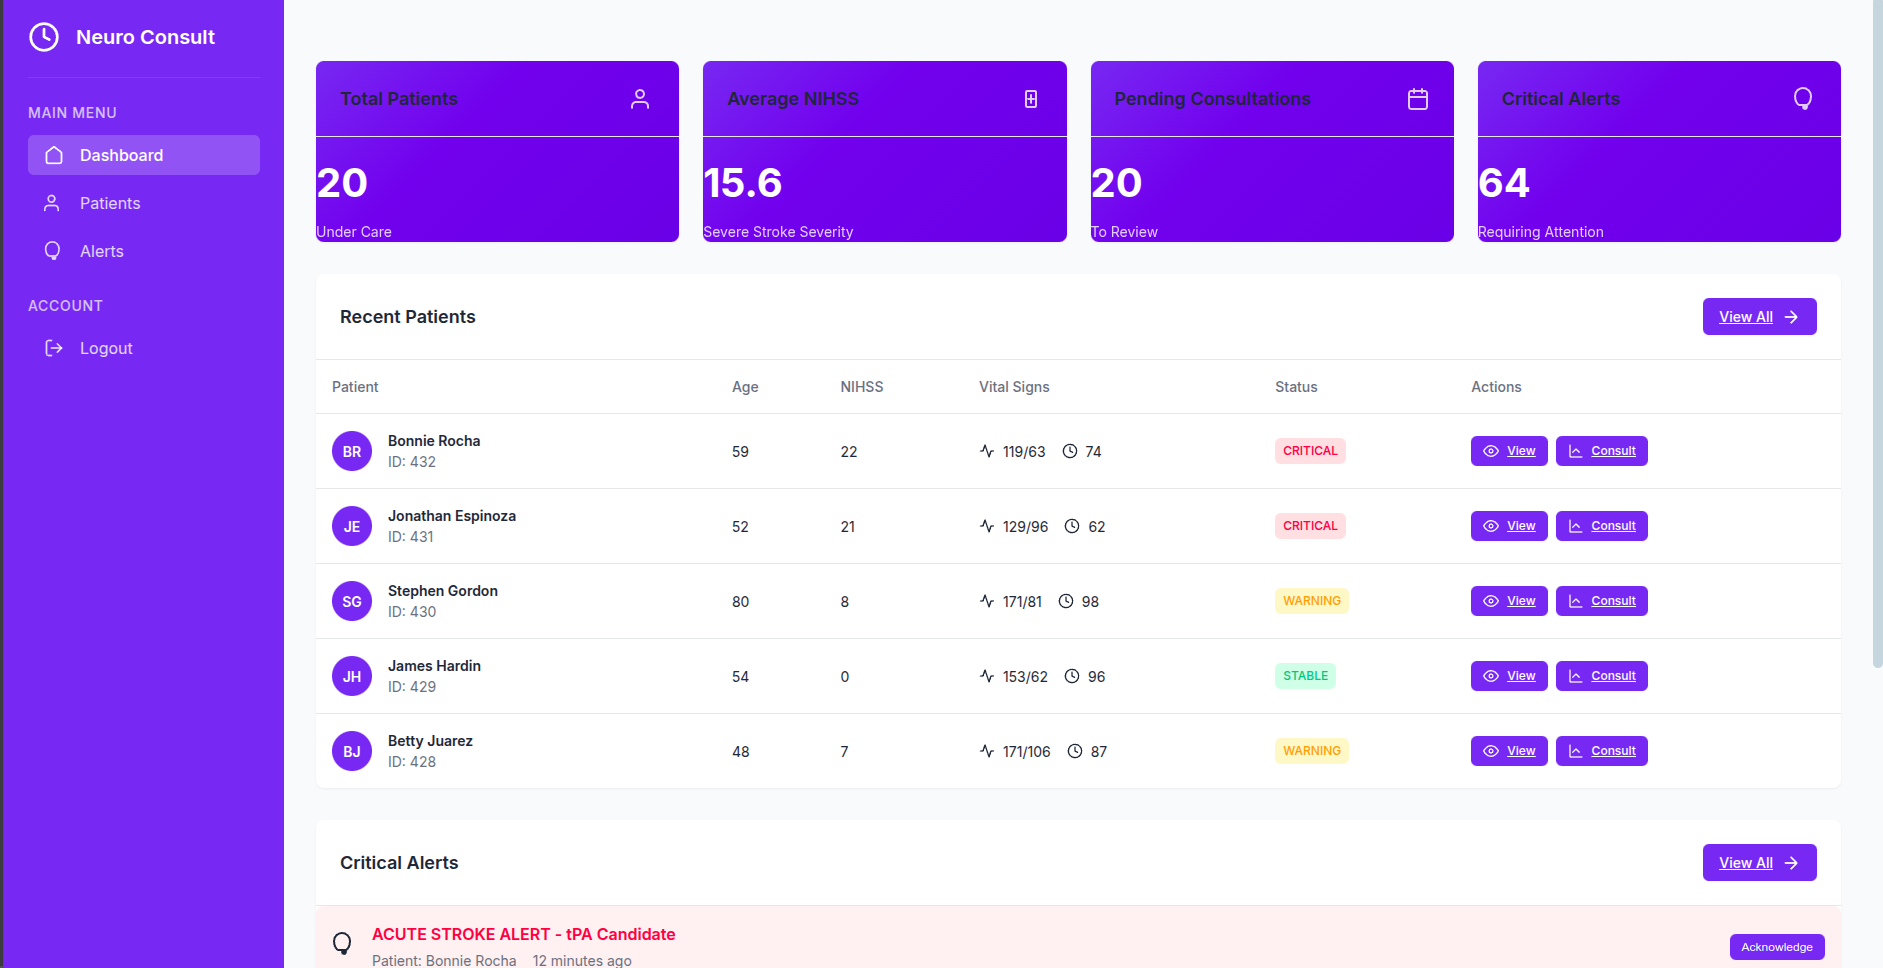 Neuro Consult
MAIN MENU
Dashboard
Patients
Alerts
ACCOUNT
Logout
Total Patients
20
Under Care
Average NIHSS
15.6
Severe Stroke Severity
Pending Consultations
20
To Review
Critical Alerts
64
Requiring Attention
Recent Patients
View All
Patient Age NIHSS Vital Signs Status Actions
BR Bonnie Rocha
ID: 432
59 22 119/63 74 CRITICAL View Consult
JE Jonathan Espinoza
ID: 431
52 21 129/96 62 CRITICAL View Consult
SG Stephen Gordon
ID: 430
80 8 171/81 98 WARNING View Consult
JH James Hardin
ID: 429
54 0 153/62 96 STABLE View Consult
BJ Betty Juarez
ID: 428
48 7 171/106 87 WARNING View Consult
Critical Alerts
View All
ACUTE STROKE ALERT - tPA Candidate
Patient: Bonnie Rocha 12 minutes ago
Acknowledge